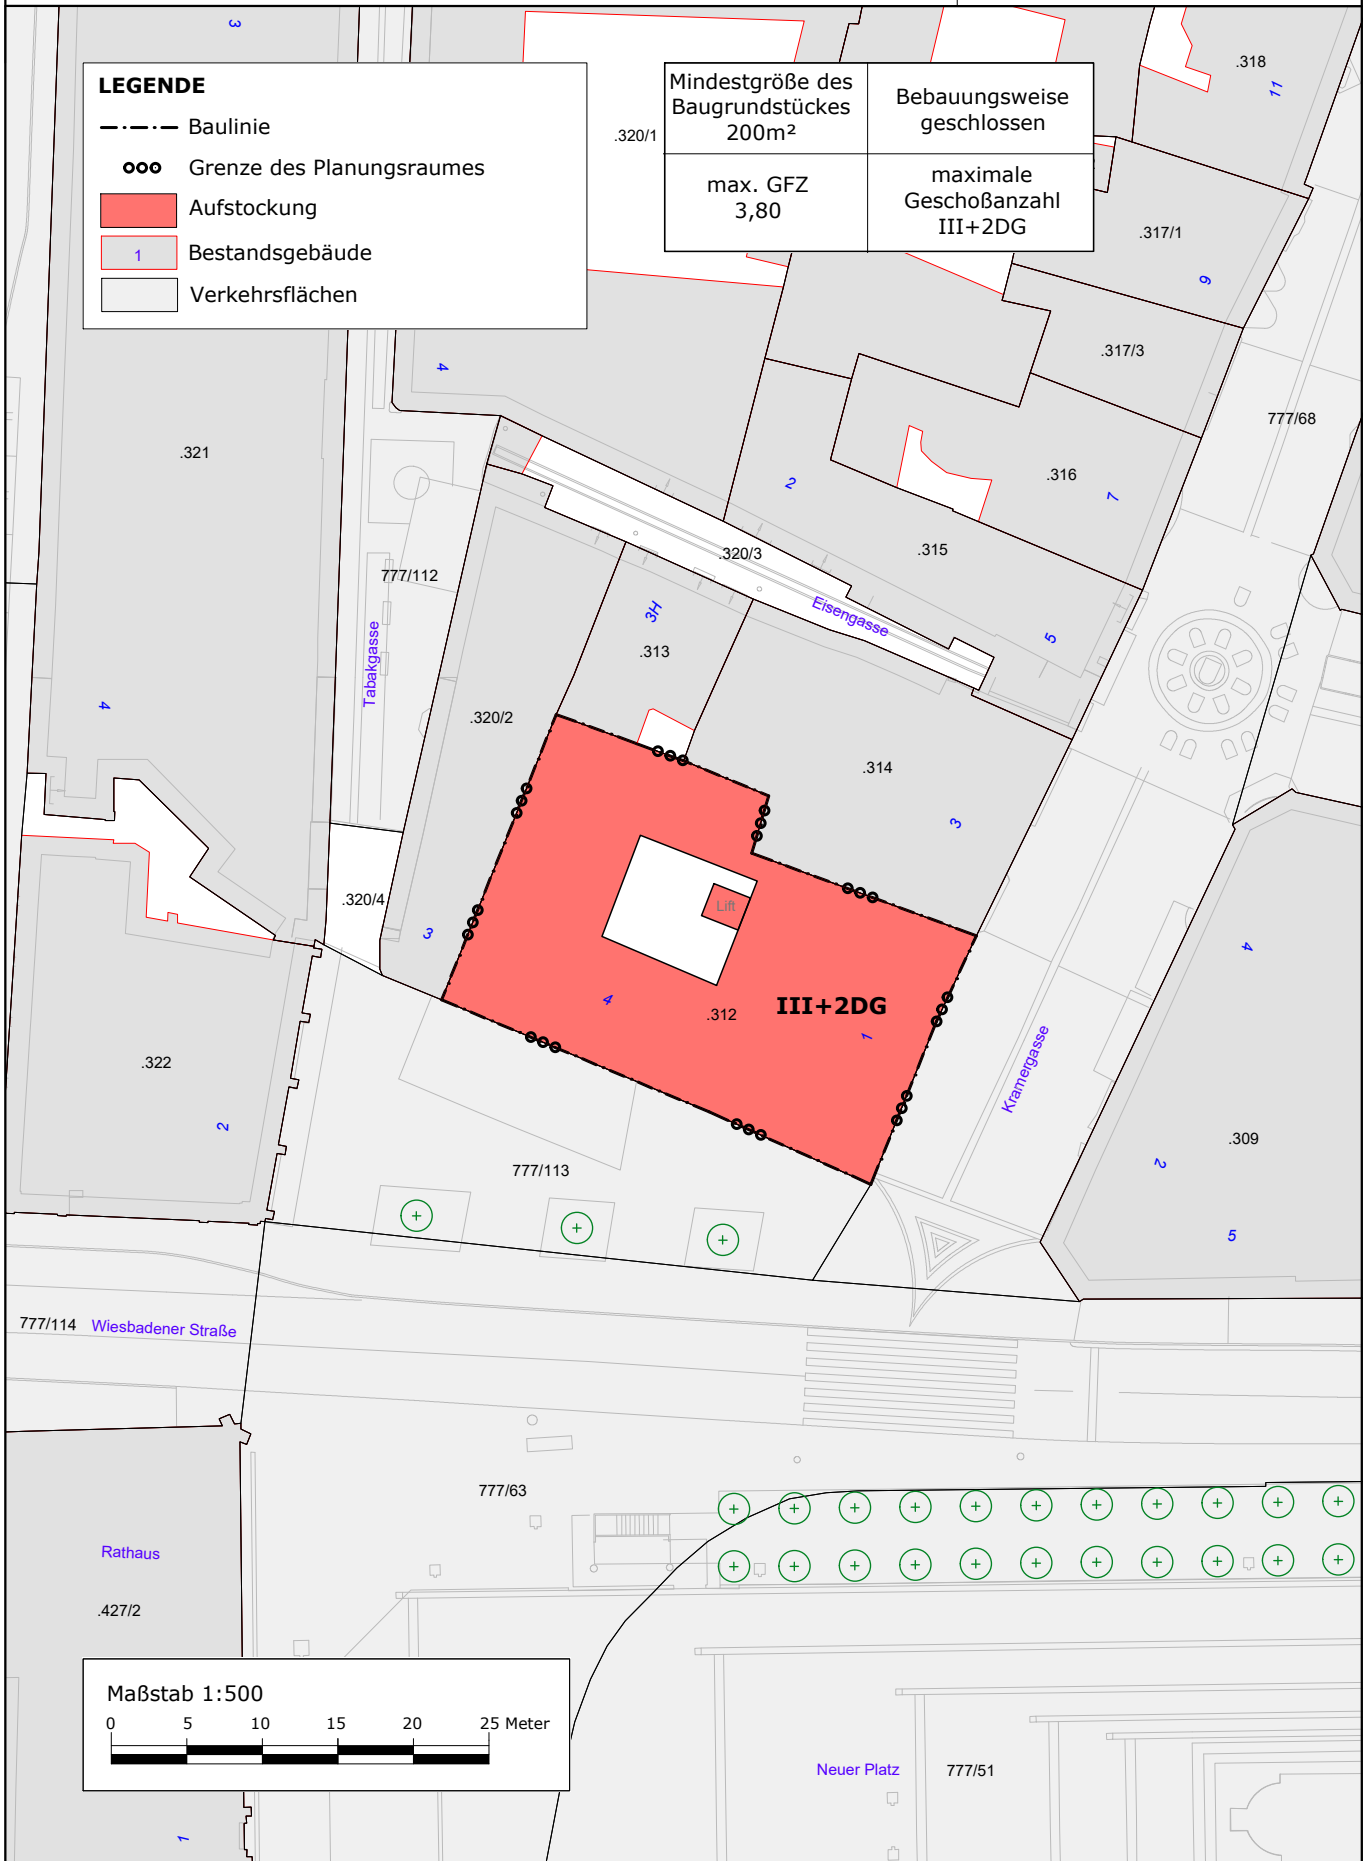 LEGENDE
Baulinie
Grenze des Planungsraumes
Aufstockung
1 Bestandsgebäude
Verkehrsflächen
Mindestgröße des
Baugrundstückes
200m²
Bebauungsweise
geschlossen
max. GFZ
3,80
maximale
Geschoßanzahl
III+2DG
3
.318
11
.320/1
.317/1
9
.317/3
4
777/68
.321
2
.316
7
.315
.320/3
777/112
Eisengasse
3H
5
.313
Tabakgasse
4
.320/2
.314
3
.320/4
Lift
3
4
4
.312
III+2DG
1
.322
Kramergasse
2
.309
2
777/113
5
777/114
Wiesbadener Straße
777/63
Rathaus
.427/2
Maßstab 1:500
0 5 10 15 20 25 Meter
Neuer Platz
777/51
1